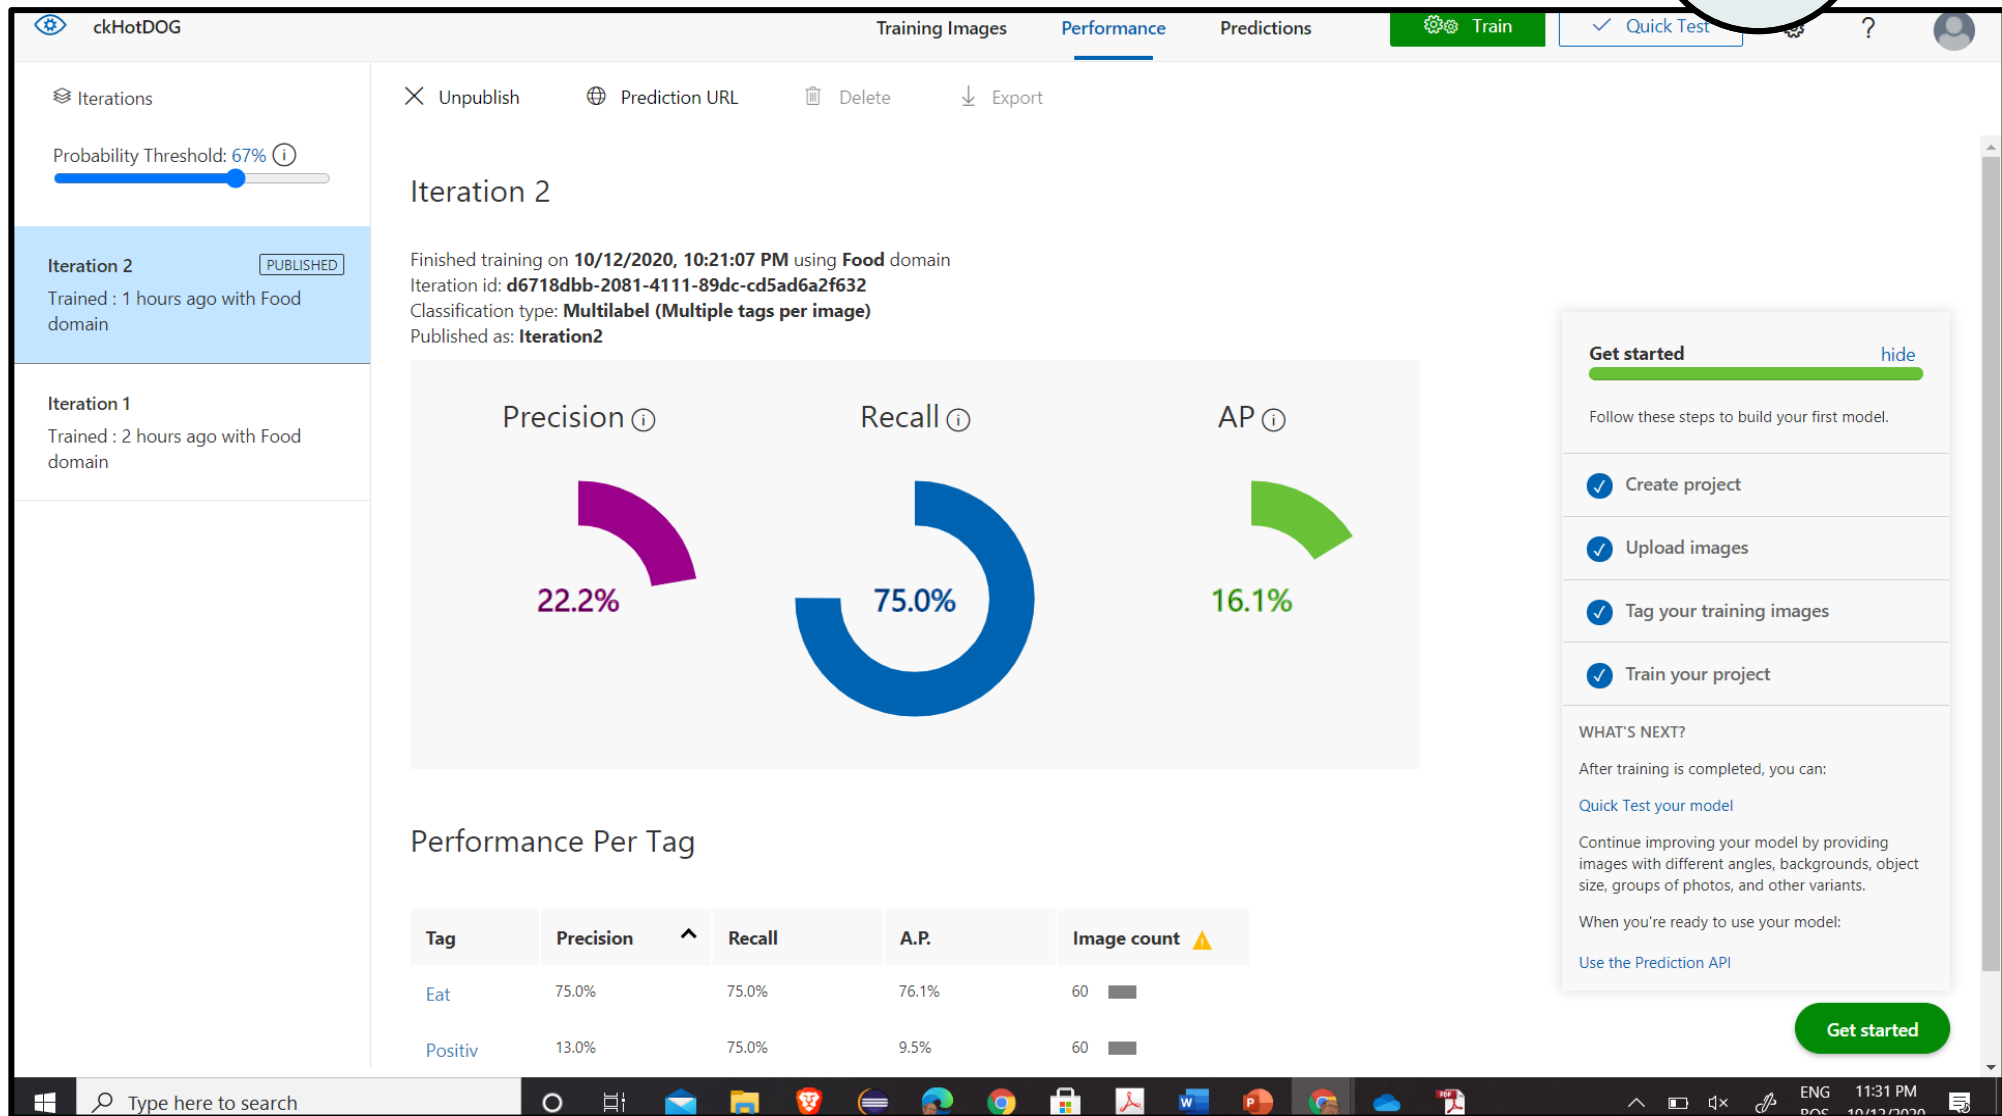 ckHotDOG
Training Images
Performance
Predictions
Train
Quick Test
?
Iterations
Probability Threshold: 67%
Iteration 2
PUBLISHED
Trained : 1 hours ago with Food
domain
Iteration 1
Trained : 2 hours ago with Food
domain
Unpublish
Prediction URL
Delete
Export
Iteration 2
Finished training on 10/12/2020, 10:21:07 PM using Food domain
Iteration id: d6718dbb-2081-4111-89dc-cd5ad6a2f632
Classification type: Multilabel (Multiple tags per image)
Published as: Iteration2
Precision
Recall
AP
22.2%
75.0%
16.1%
Performance Per Tag
Tag Precision Recall A.P. Image count
Eat 75.0% 75.0% 76.1% 60
Positiv 13.0% 75.0% 9.5% 60
Get started
hide
Follow these steps to build your first model.
Create project
Upload images
Tag your training images
Train your project
WHAT'S NEXT?
After training is completed, you can:
Quick Test your model
Continue improving your model by providing
images with different angles, backgrounds, object
size, groups of photos, and other variants.
When you're ready to use your model:
Use the Prediction API
Get started
Type here to search
ENG
BOS
11:31 PM
10/12/2020